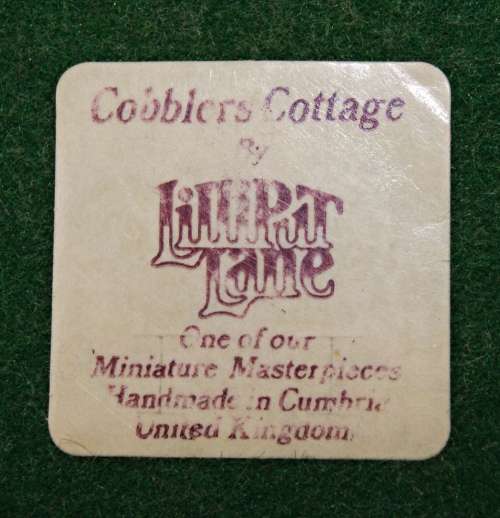 Cobblers Cottage
By
LILLIPUT
LANE
One of our
Miniature Masterpieces
Handmade in Cumbria
United Kingdom